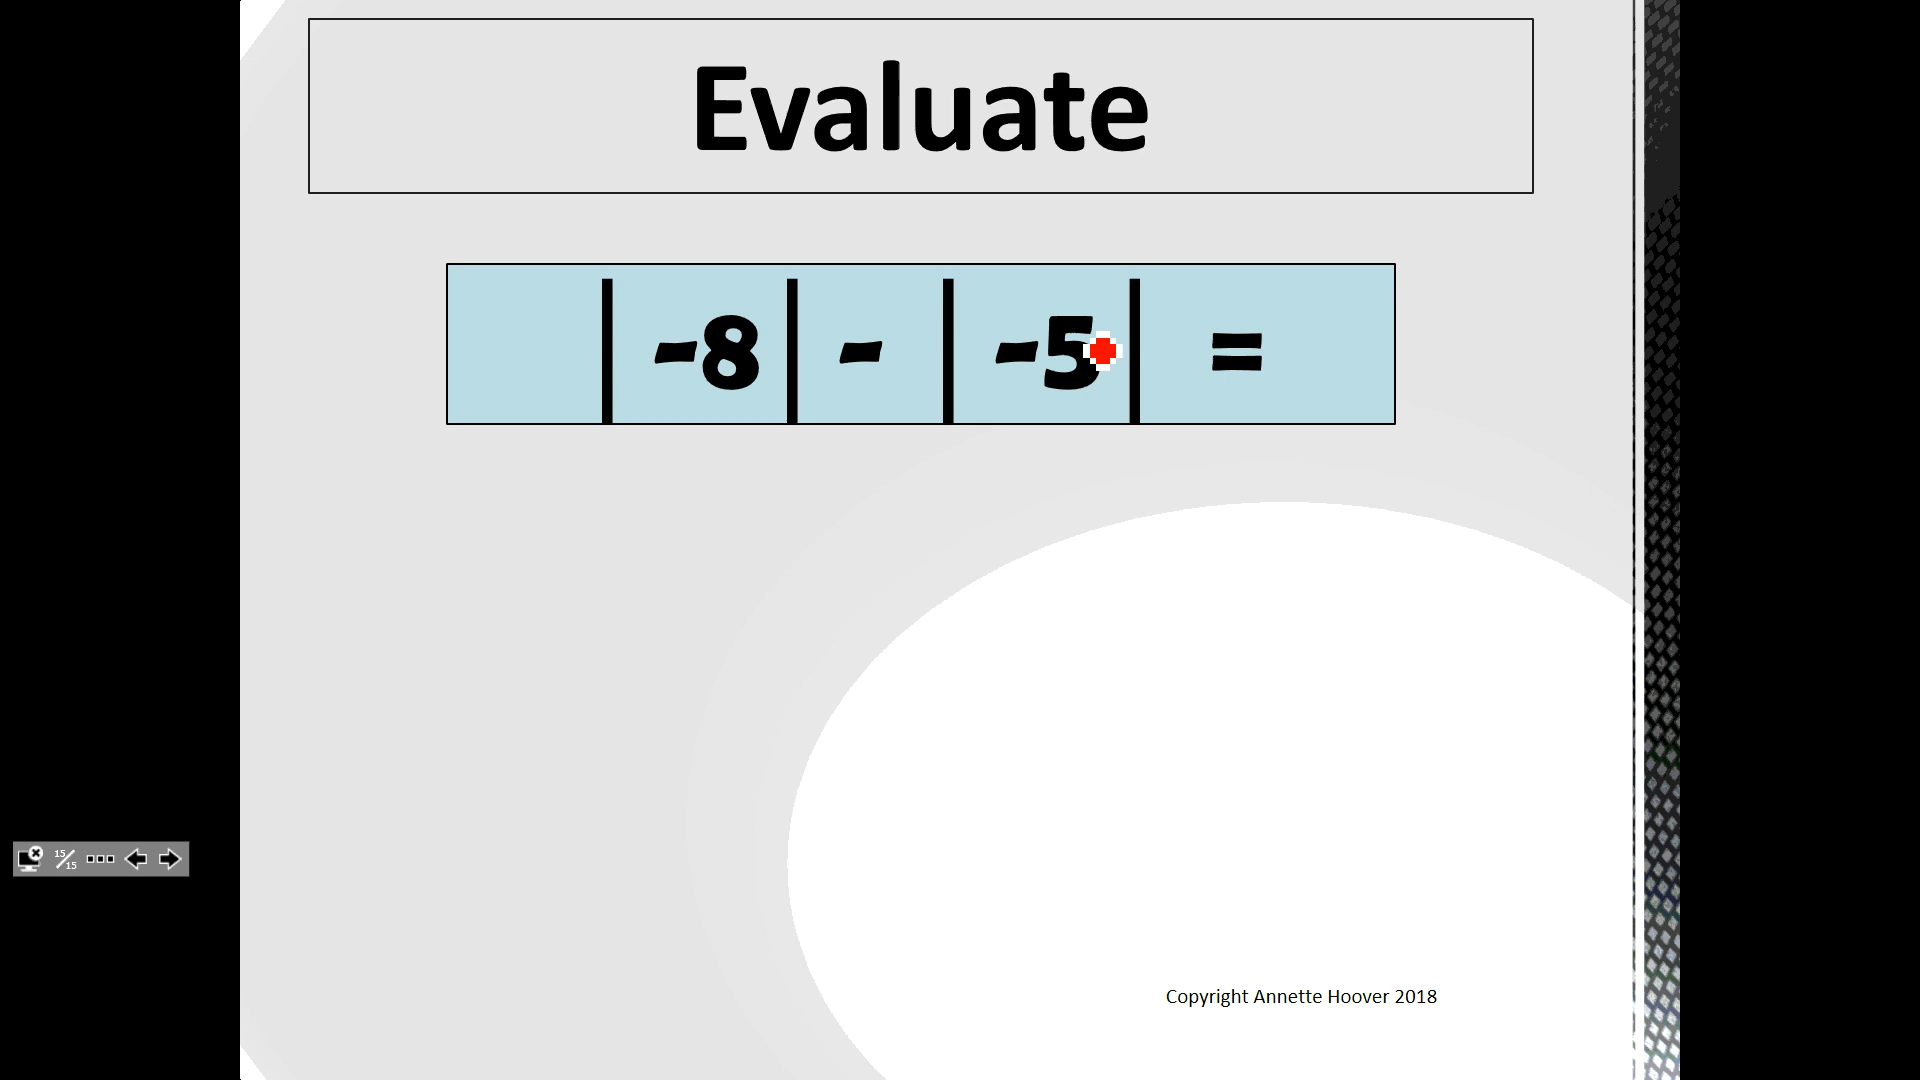 Evaluate
|-8| - |-5| =
Copyright Annette Hoover 2018
15/15